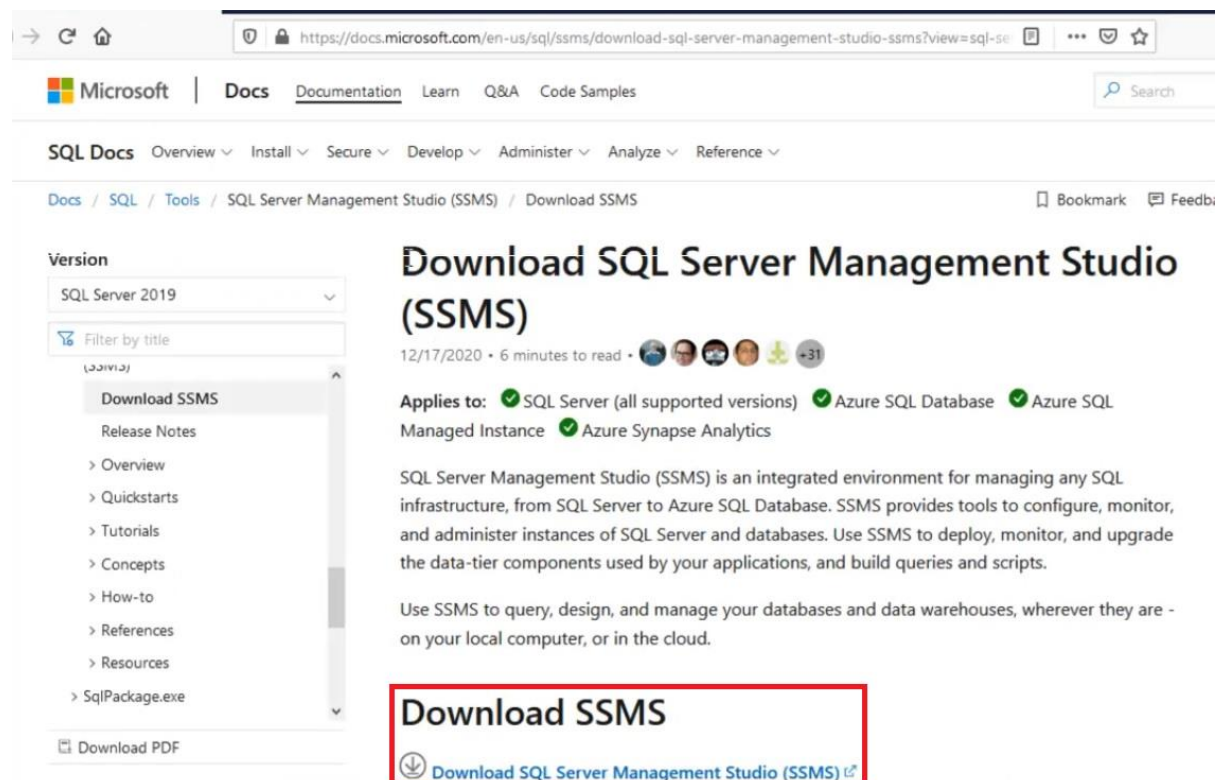 https://docs.microsoft.com/en-us/sql/ssms/download-sql-server-management-studio-ssms?view=sql-se
Microsoft | Docs Documentation Learn Q&A Code Samples
Search
SQL Docs Overview Install Secure Develop Administer Analyze Reference
Docs / SQL / Tools / SQL Server Management Studio (SSMS) / Download SSMS
Bookmark Feedba
Version
SQL Server 2019
Filter by title
(SSMS)
Download SSMS
Release Notes
> Overview
> Quickstarts
> Tutorials
> Concepts
> How-to
> References
> Resources
> SqlPackage.exe
Download PDF
Download SQL Server Management Studio
(SSMS)
12/17/2020 • 6 minutes to read • +31
Applies to: SQL Server (all supported versions) Azure SQL Database Azure SQL
Managed Instance Azure Synapse Analytics
SQL Server Management Studio (SSMS) is an integrated environment for managing any SQL
infrastructure, from SQL Server to Azure SQL Database. SSMS provides tools to configure, monitor,
and administer instances of SQL Server and databases. Use SSMS to deploy, monitor, and upgrade
the data-tier components used by your applications, and build queries and scripts.
Use SSMS to query, design, and manage your databases and data warehouses, wherever they are -
on your local computer, or in the cloud.
Download SSMS
Download SQL Server Management Studio (SSMS)